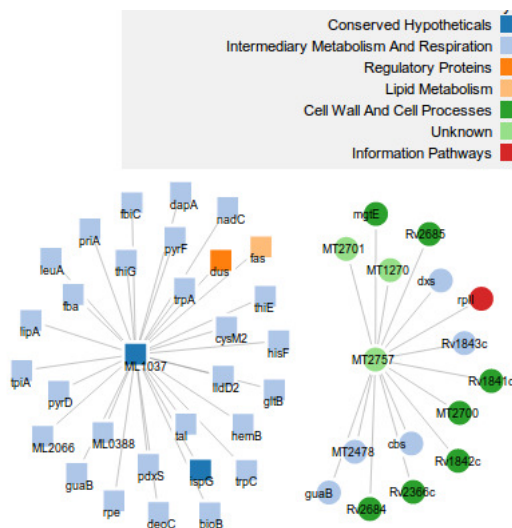 Conserved Hypotheticals
Intermediary Metabolism And Respiration
Regulatory Proteins
Lipid Metabolism
Cell Wall And Cell Processes
Unknown
Information Pathways
dapA
fbiC
nadC
priA
pyrF
leuA
thiG
dus
fas
fba
trpA
thiE
lipA
cysM2
hisF
ML1037
tpiA
lldD2
pyrD
gltB
ML2066
ML0388
tal
hemB
guaB
pdxS
ispG
trpC
rpe
deoC
bioB
mgtE
MT2701
Rv2685
MT1270
dxs
rplI
Rv1843c
MT2757
Rv1841c
MT2700
MT2478
cbs
Rv1842c
guaB
Rv2684
Rv2366c